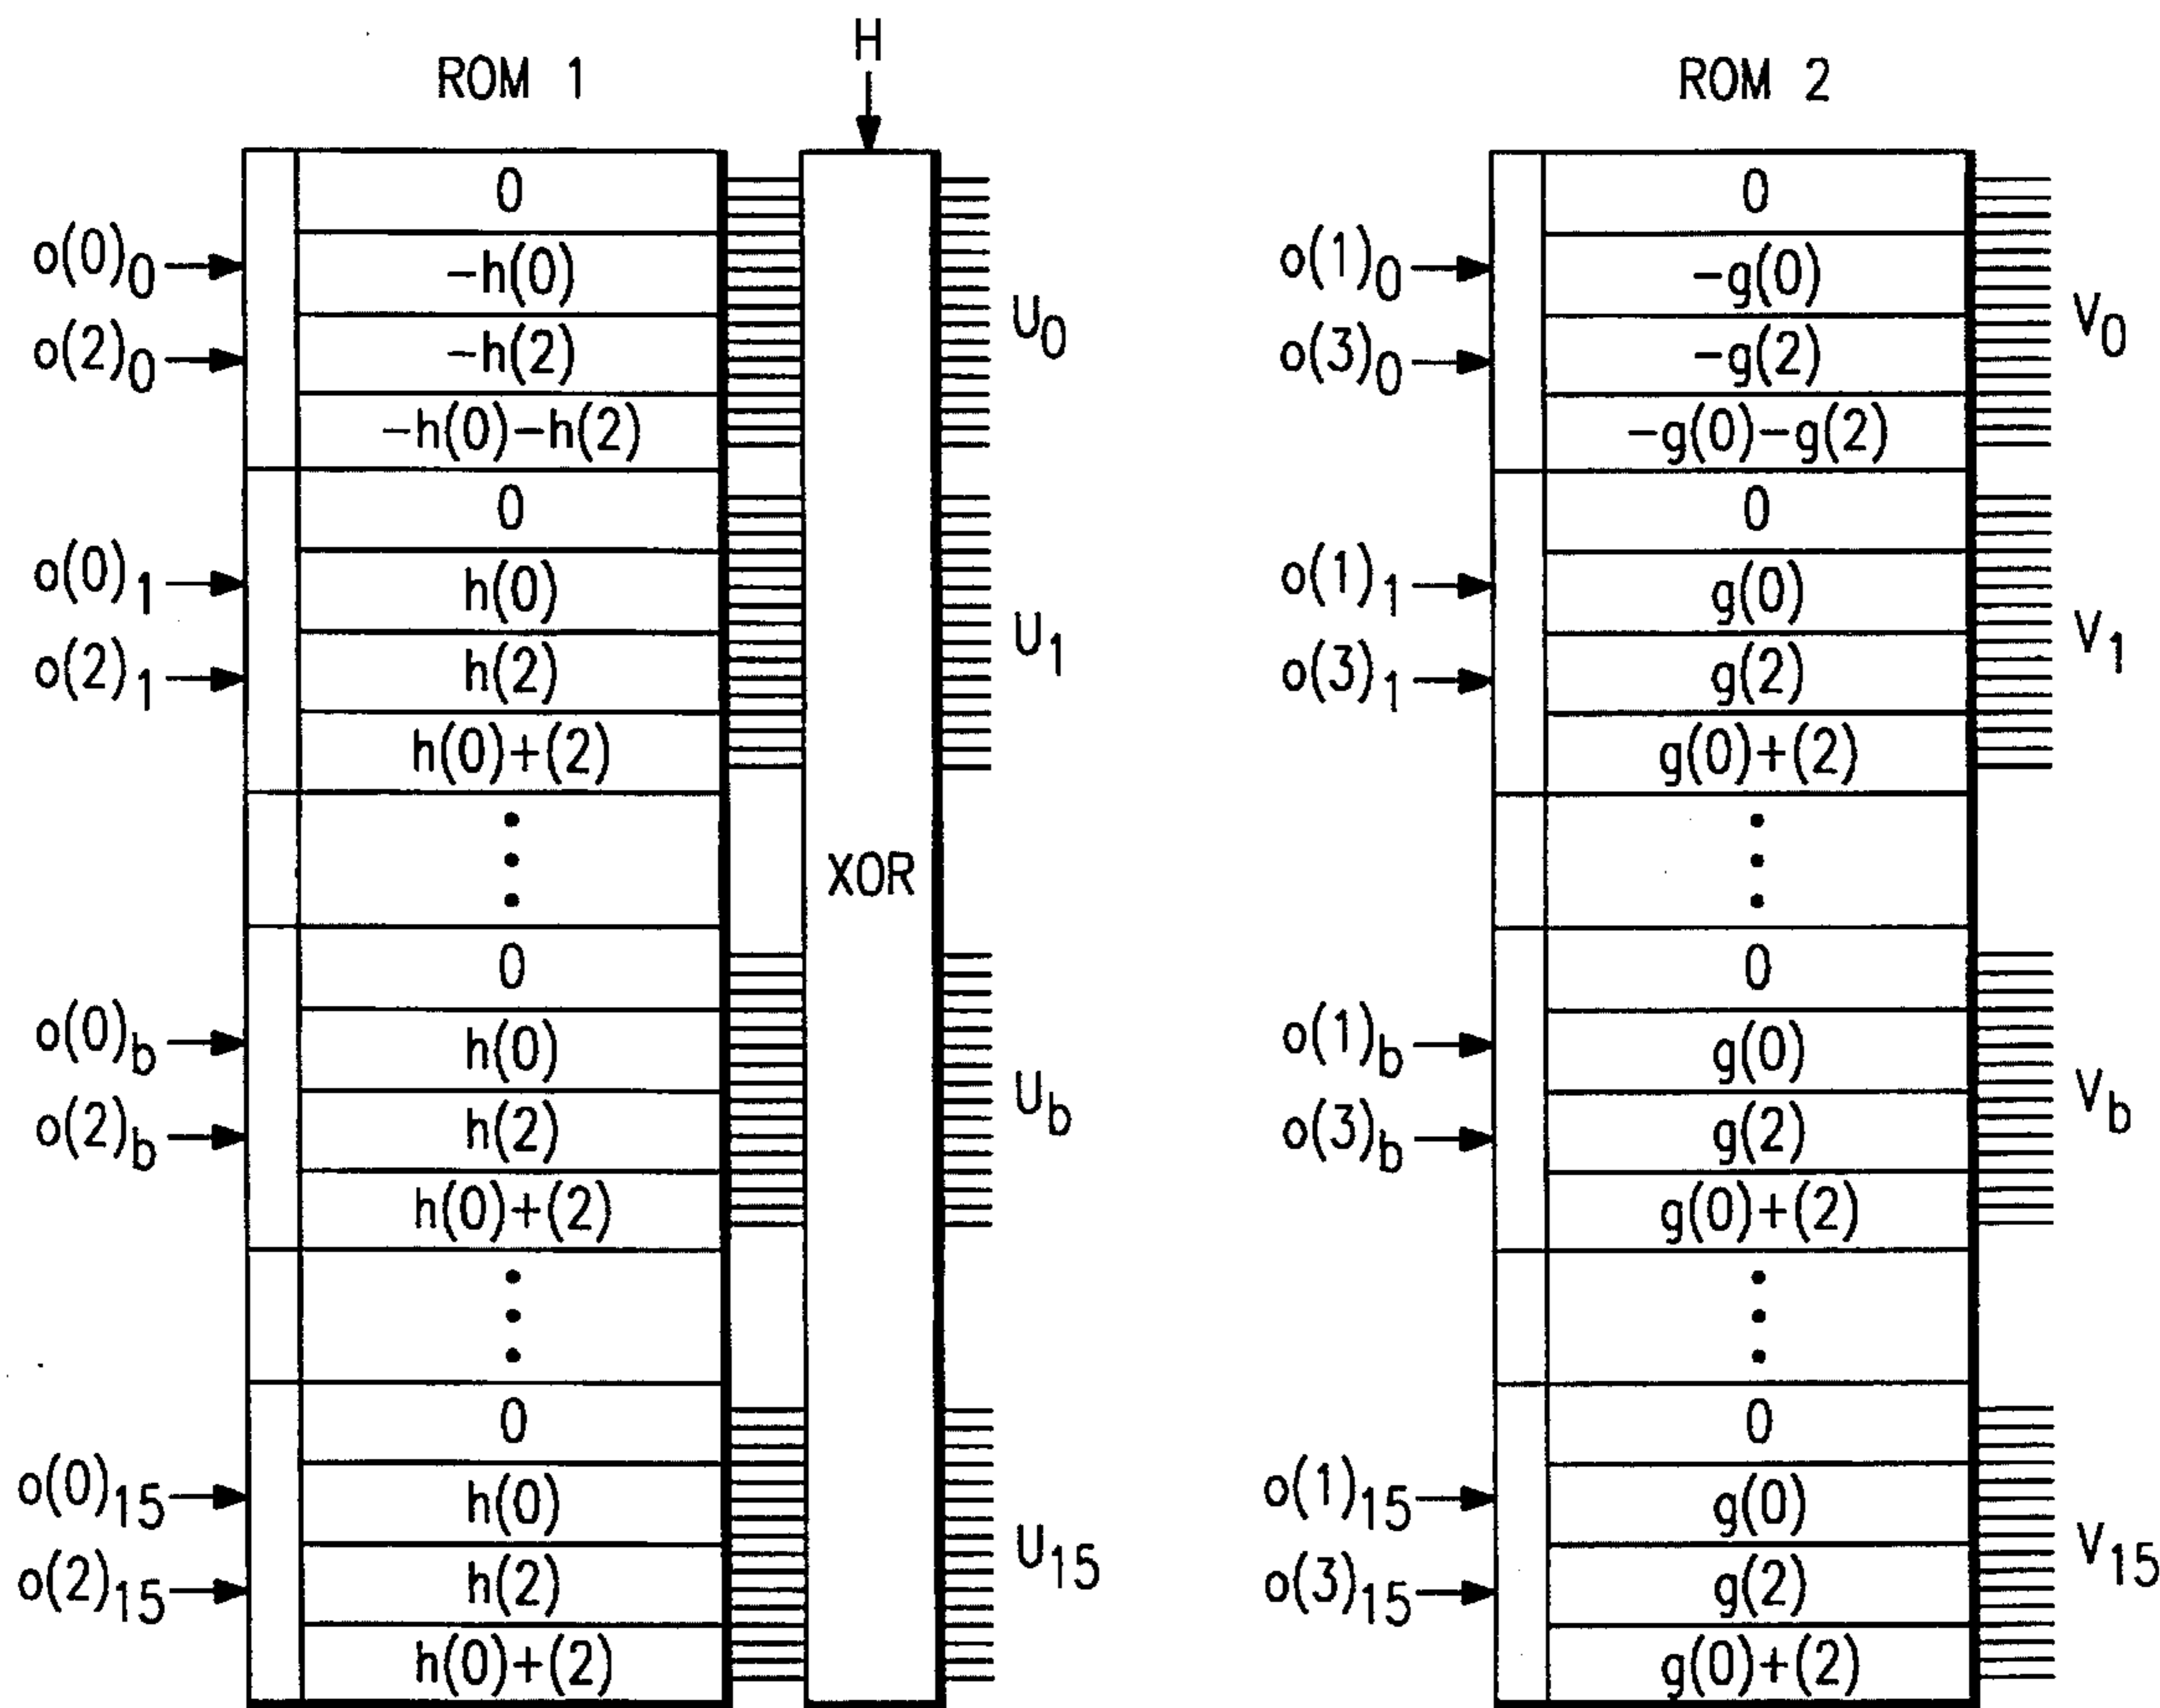 H
ROM 1
0
-h(0)
-h(2)
-h(0)-h(2)
o(0)0
o(2)0
U0
0
h(0)
h(2)
h(0)+(2)
o(0)1
o(2)1
U1
XOR
0
h(0)
h(2)
h(0)+(2)
o(0)b
o(2)b
Ub
0
h(0)
h(2)
h(0)+(2)
o(0)15
o(2)15
U15
ROM 2
0
-g(0)
-g(2)
-g(0)-g(2)
o(1)0
o(3)0
V0
0
g(0)
g(2)
g(0)+(2)
o(1)1
o(3)1
V1
0
g(0)
g(2)
g(0)+(2)
o(1)b
o(3)b
Vb
0
g(0)
g(2)
g(0)+(2)
o(1)15
o(3)15
V15